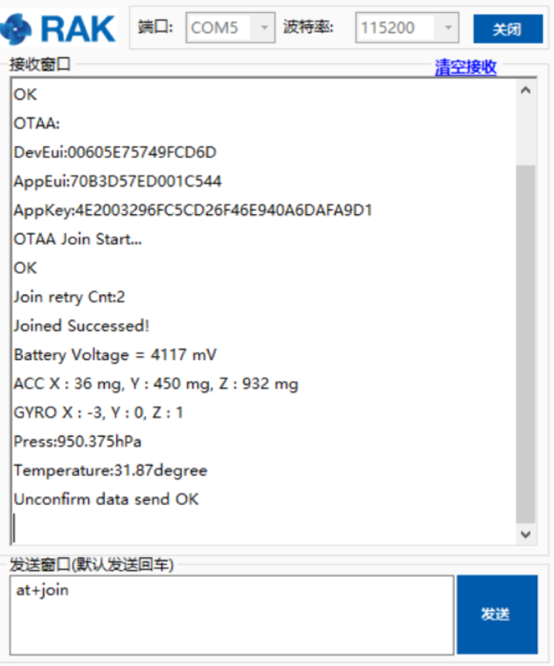 RAK 端口: COM5 波特率: 115200 关闭
接收窗口 清空接收
OK
OTAA:
DevEui:00605E75749FCD6D
AppEui:70B3D57ED001C544
AppKey:4E2003296FC5CD26F46E940A6DAFA9D1
OTAA Join Start...
OK
Join retry Cnt:2
Joined Successed!
Battery Voltage = 4117 mV
ACC X : 36 mg, Y : 450 mg, Z : 932 mg
GYRO X : -3, Y : 0, Z : 1
Press:950.375hPa
Temperature:31.87degree
Unconfirm data send OK
发送窗口(默认发送回车)
at+join
发送